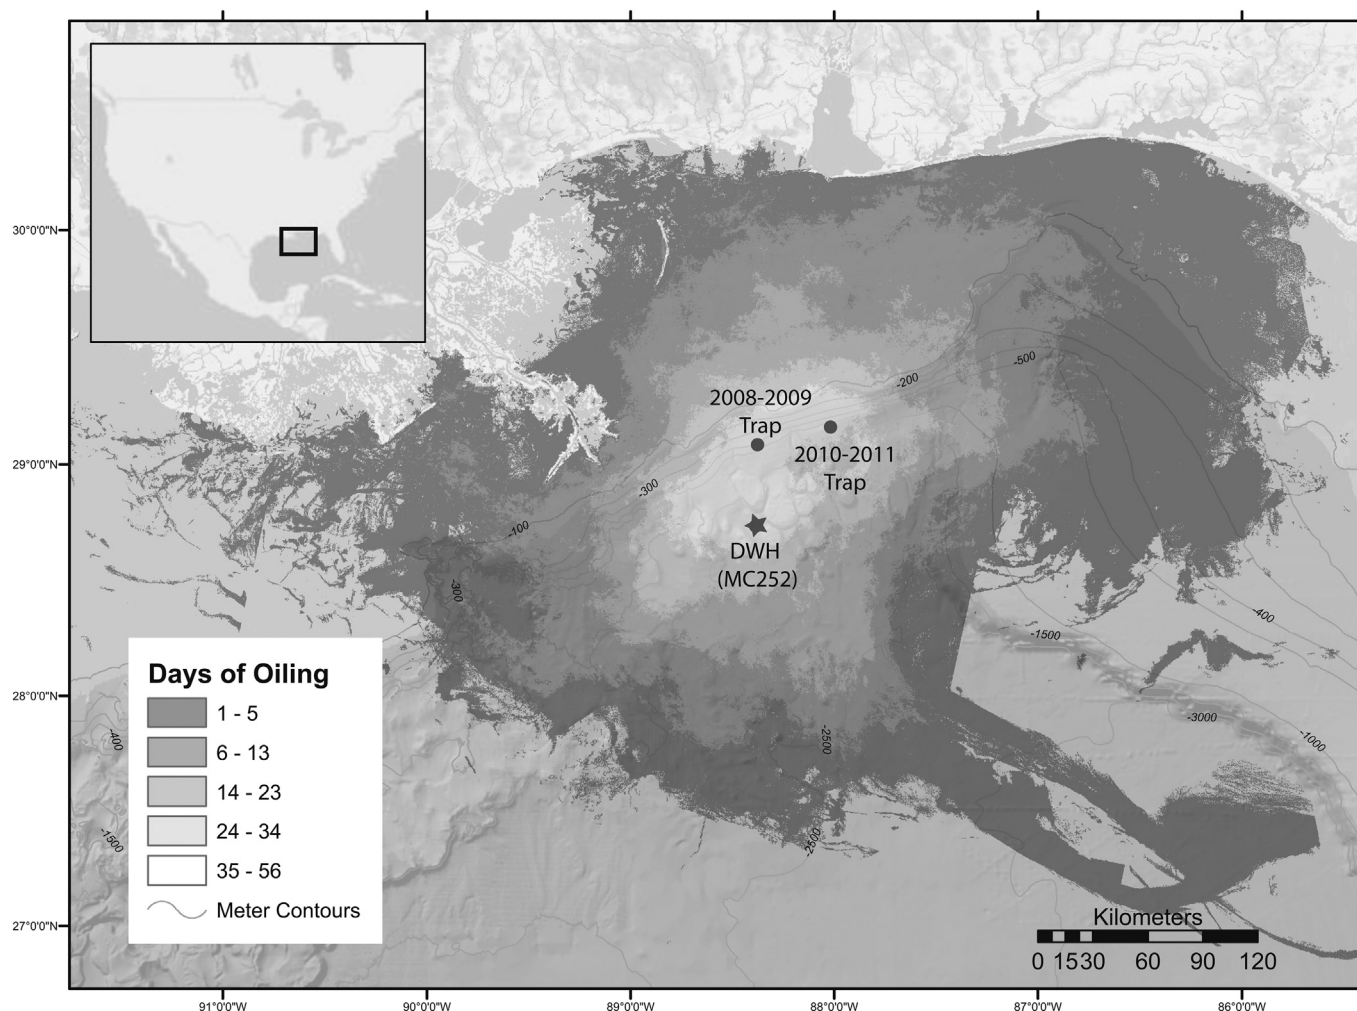 30°0'0"N
29°0'0"N
28°0'0"N
27°0'0"N
91°0'0"W
90°0'0"W
89°0'0"W
88°0'0"W
87°0'0"W
86°0'0"W
2008-2009
Trap
2010-2011
Trap
DWH
(MC252)
-200
-500
-300
-100
-300
-400
-1500
-3000
-1000
-2500
-2500
-400
-1500
Days of Oiling
1 - 5
6 - 13
14 - 23
24 - 34
35 - 56
Meter Contours
Kilometers
0 15 30 60 90 120